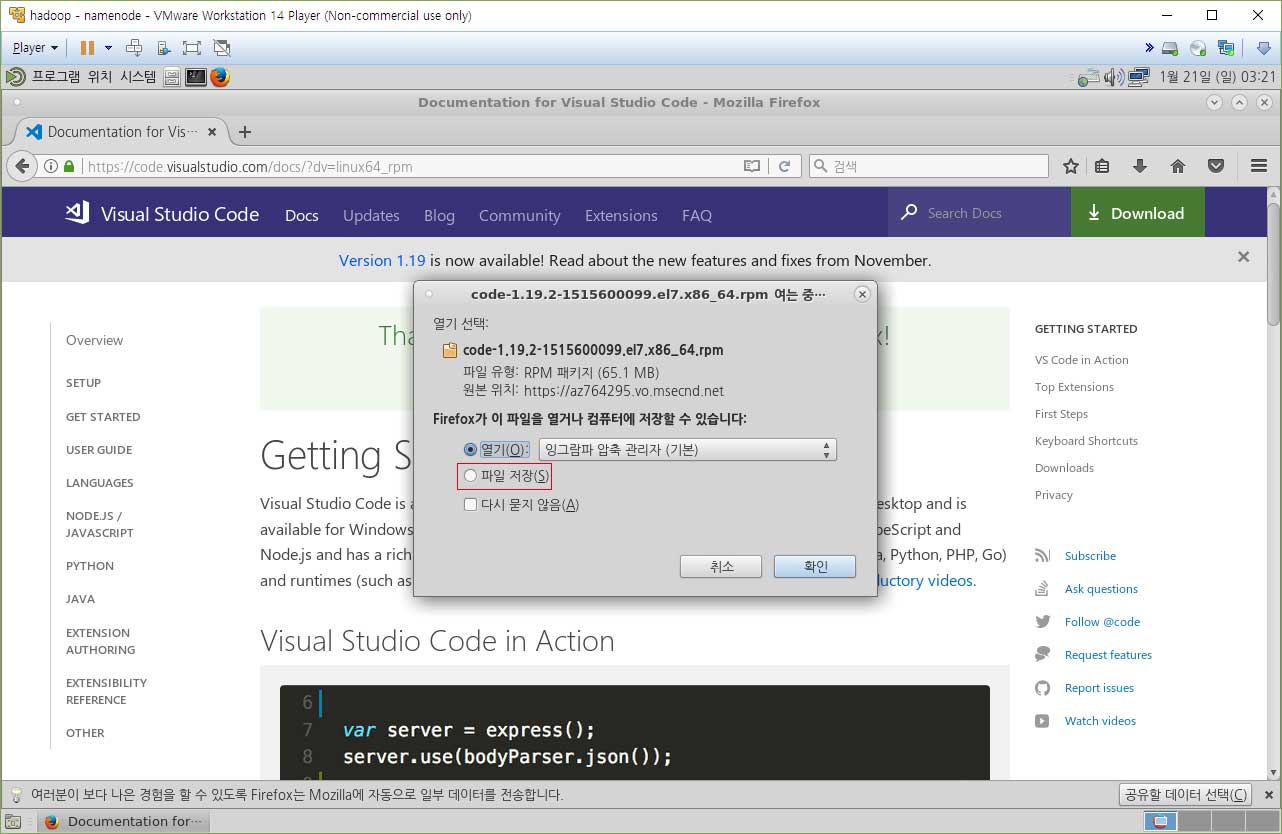 hadoop - namenode - VMware Workstation 14 Player (Non-commercial use only)
Player
프로그램 위치 시스템
1월 21일 (일) 03:21
Documentation for Visual Studio Code - Mozilla Firefox
Documentation for Vis···
https://code.visualstudio.com/docs/?dv=linux64_rpm
검색
Visual Studio Code Docs Updates Blog Community Extensions FAQ
Search Docs
Download
Version 1.19 is now available! Read about the new features and fixes from November.
code-1.19.2-1515600099.el7.x86_64.rpm 여는 중···
열기 선택:
code-1.19.2-1515600099.el7.x86_64.rpm
파일 유형: RPM 패키지 (65.1 MB)
원본 위치: https://az764295.vo.msecnd.net
Firefox가 이 파일을 열거나 컴퓨터에 저장할 수 있습니다:
열기(O): 잉그람파 압축 관리자 (기본)
파일 저장(S)
다시 묻지 않음(A)
취소 확인
Overview
SETUP
GET STARTED
USER GUIDE
LANGUAGES
NODE.JS /
JAVASCRIPT
PYTHON
JAVA
EXTENSION
AUTHORING
EXTENSIBILITY
REFERENCE
OTHER
Getting S
Visual Studio Code is
esktop and is
available for Windows
peScript and
Node.js and has a rich
, Python, PHP, Go)
and runtimes (such as
uctory videos.
Visual Studio Code in Action
6
7 var server = express();
8 server.use(bodyParser.json());
GETTING STARTED
VS Code in Action
Top Extensions
First Steps
Keyboard Shortcuts
Downloads
Privacy
Subscribe
Ask questions
Follow @code
Request features
Report issues
Watch videos
여러분이 보다 나은 경험을 할 수 있도록 Firefox는 Mozilla에 자동으로 일부 데이터를 전송합니다.
공유할 데이터 선택(C)
Documentation for···